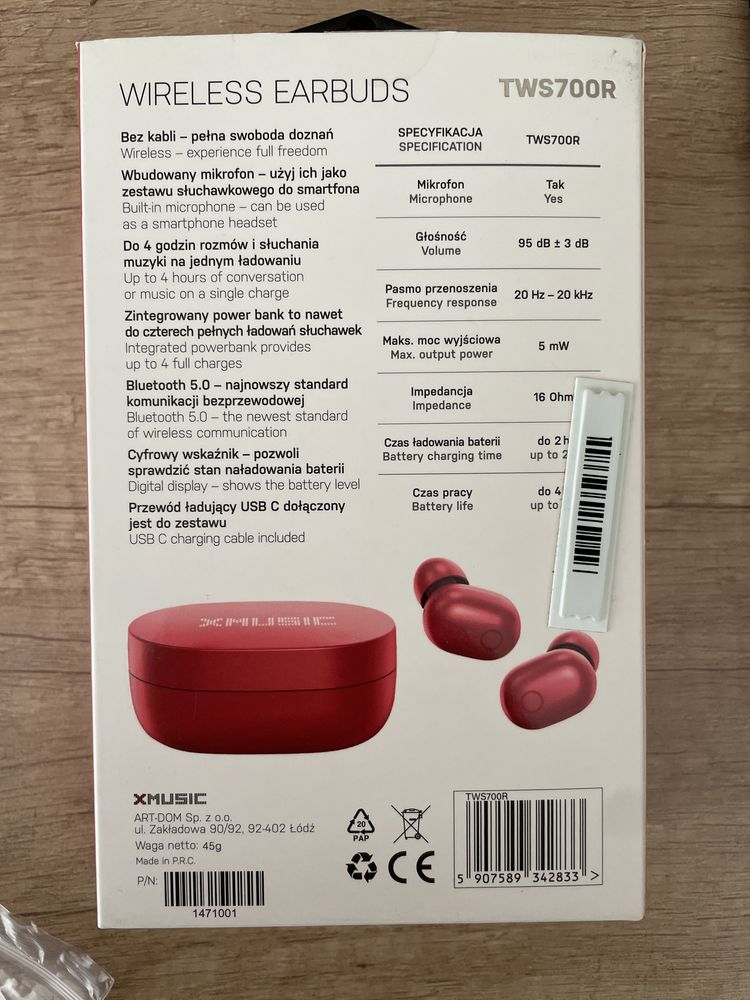 WIRELESS EARBUDS
TWS700R
Bez kabli – pełna swoboda doznań
Wireless – experience full freedom
Wbudowany mikrofon – użyj ich jako
zestawu słuchawkowego do smartfona
Built-in microphone – can be used
as a smartphone headset
Do 4 godzin rozmów i słuchania
muzyki na jednym ładowaniu
Up to 4 hours of conversation
or music on a single charge
Zintegrowany power bank to nawet
do czterech pełnych ładowań słuchawek
Integrated powerbank provides
up to 4 full charges
Bluetooth 5.0 – najnowszy standard
komunikacji bezprzewodowej
Bluetooth 5.0 – the newest standard
of wireless communication
Cyfrowy wskaźnik – pozwoli
sprawdzić stan naładowania baterii
Digital display – shows the battery level
Przewód ładujący USB C dołączony
jest do zestawu
USB C charging cable included
SPECYFIKACJA
SPECIFICATION
TWS700R
Mikrofon
Microphone
Tak
Yes
Głośność
Volume
95 dB ± 3 dB
Pasmo przenoszenia
Frequency response
20 Hz – 20 kHz
Maks. moc wyjściowa
Max. output power
5 mW
Impedancja
Impedance
16 Ohm
Czas ładowania baterii
Battery charging time
do 2 h
up to 2
Czas pracy
Battery life
do 4
up to
XMUSIC
XMUSIC
ART-DOM Sp. z o.o.
ul. Zakładowa 90/92, 92-402 Łódź
Waga netto: 45g
Made in P.R.C.
P/N:
1471001
20
PAP
CE
TWS700R
5 907589 342833 >